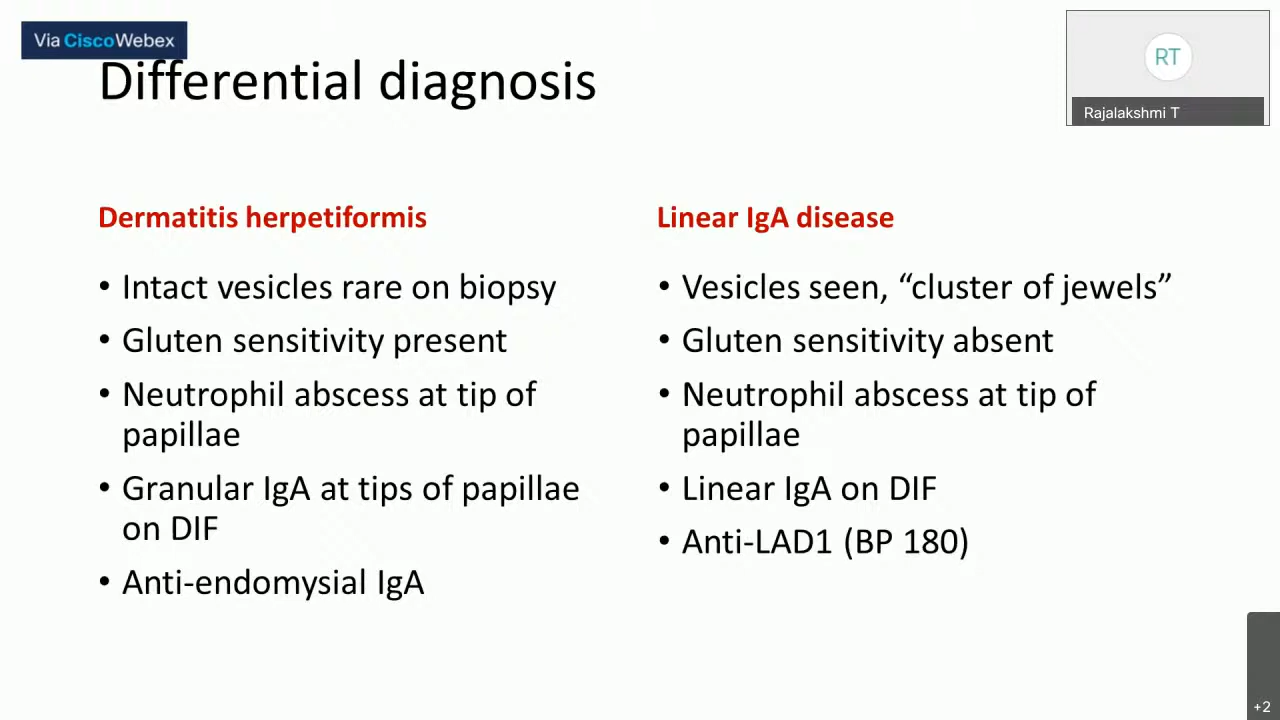 Via Cisco Webex
Differential diagnosis
RT
Rajalakshmi T
Dermatitis herpetiformis
• Intact vesicles rare on biopsy
• Gluten sensitivity present
• Neutrophil abscess at tip of
papillae
• Granular IgA at tips of papillae
on DIF
• Anti-endomysial IgA
Linear IgA disease
• Vesicles seen, “cluster of jewels”
• Gluten sensitivity absent
• Neutrophil abscess at tip of
papillae
• Linear IgA on DIF
• Anti-LAD1 (BP 180)
+2